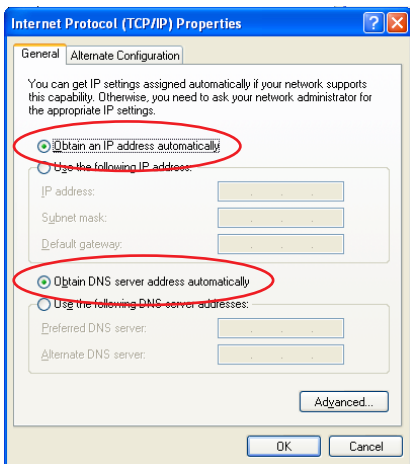 Internet Protocol (TCP/IP) Properties
General
Alternate Configuration
You can get IP settings assigned automatically if your network supports
this capability. Otherwise, you need to ask your network administrator for
the appropriate IP settings.
Obtain an IP address automatically
Use the following IP address:
IP address:
Subnet mask:
Default gateway:
Obtain DNS server address automatically
Use the following DNS server addresses:
Preferred DNS server:
Alternate DNS server:
Advanced...
OK
Cancel